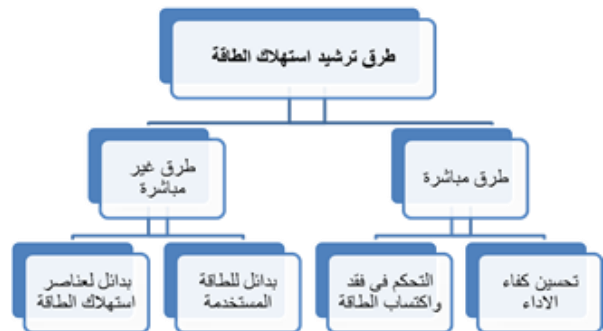 طرق ترشيد استهلاك الطاقة
طرق مباشرة
طرق غير
مباشرة
تحسين كفاء
الاداء
التحكم فى فقد
واكتساب الطاقة
بدائل للطاقة
المستخدمة
بدائل لعناصر
استهلاك الطاقة